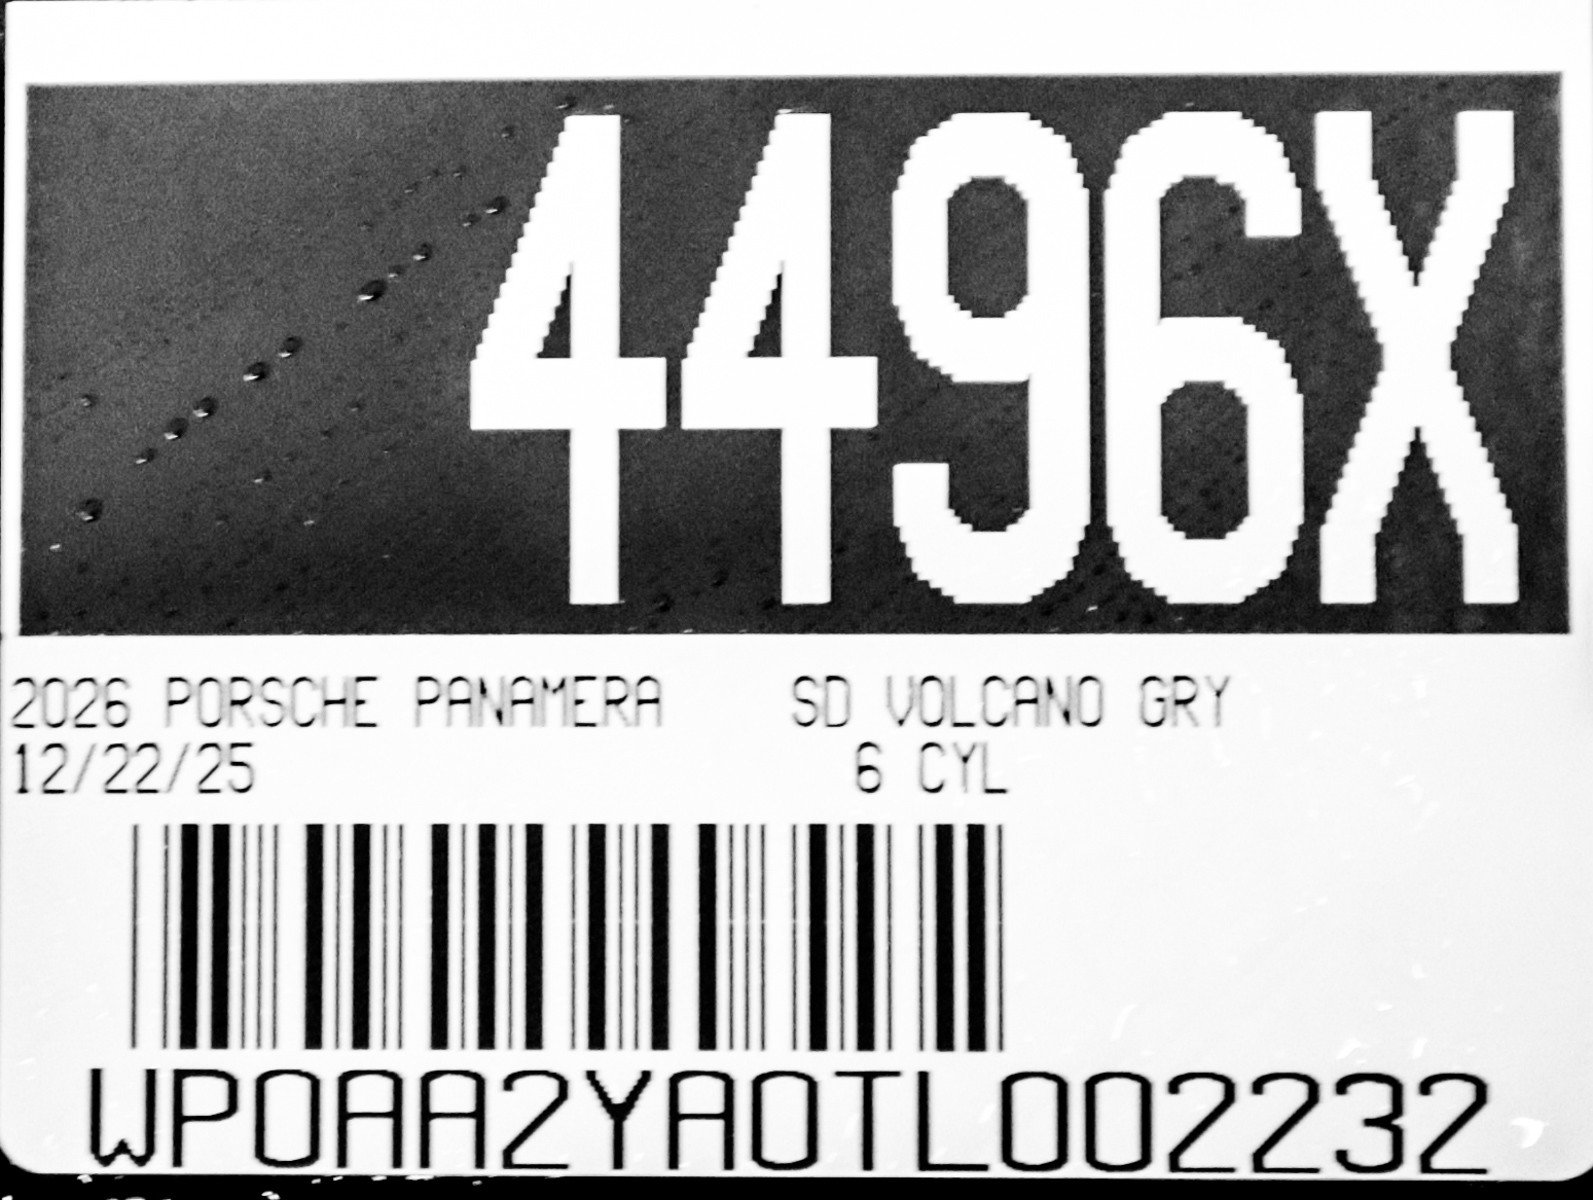 4496X
2026 PORSCHE PANAMERA SD VOLCANO GRY
12/22/25 6 CYL
WP0AA2YA0TL002232